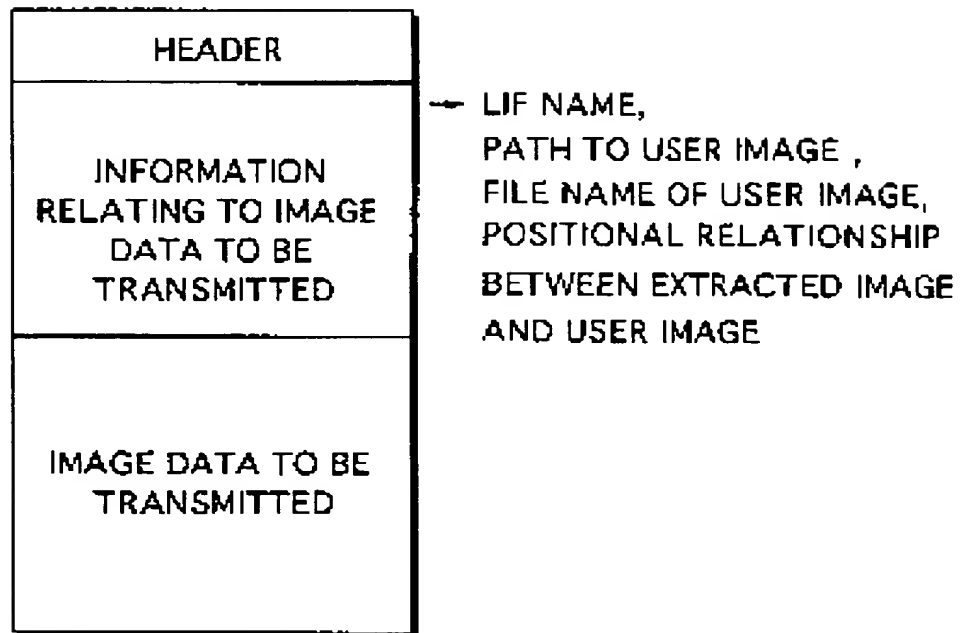 HEADER
INFORMATION
RELATING TO IMAGE
DATA TO BE
TRANSMITTED
IMAGE DATA TO BE
TRANSMITTED
LIF NAME,
PATH TO USER IMAGE ,
FILE NAME OF USER IMAGE,
POSITIONAL RELATIONSHIP
BETWEEN EXTRACTED IMAGE
AND USER IMAGE